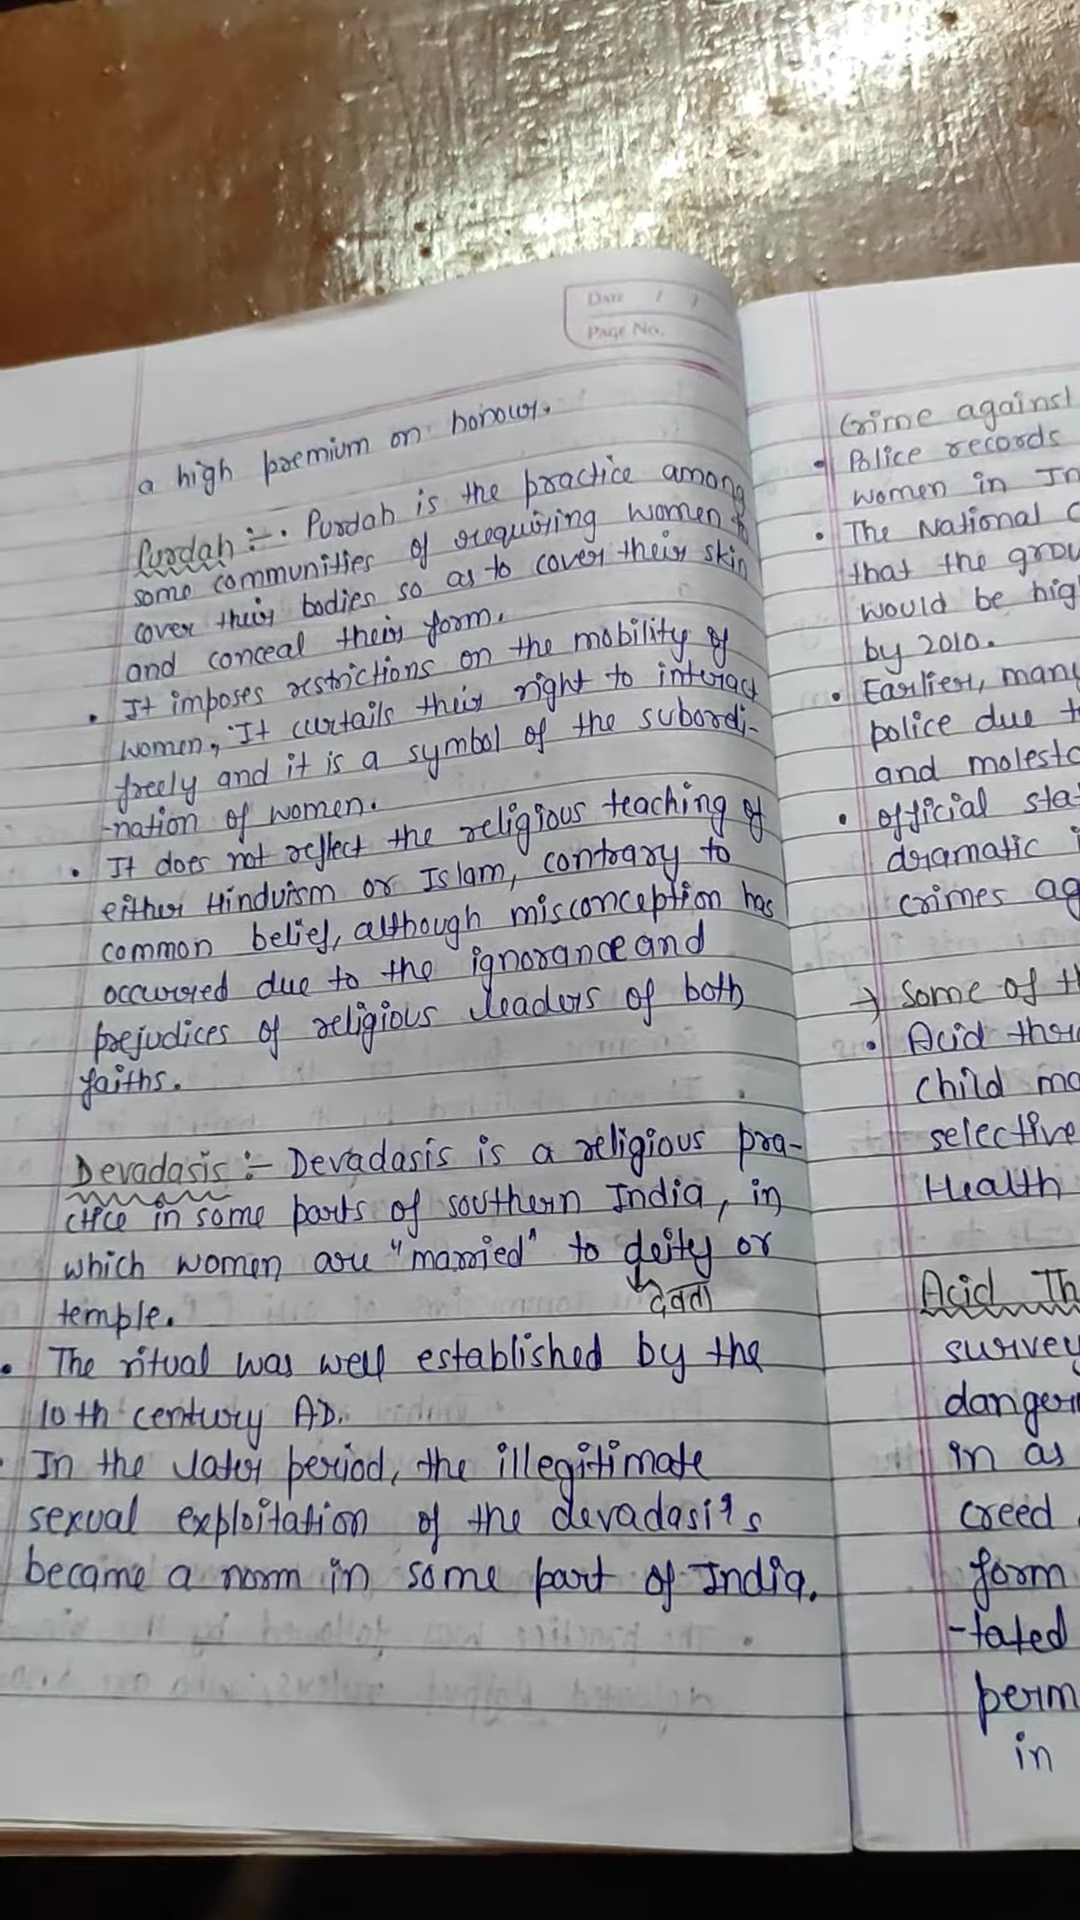 Date / /
Page No.
a high premium on honour.
Purdah :- • Purdah is the practice among
some communities of requiring women to
cover their bodies so as to cover their skin
and conceal their form.
• It imposes restrictions on the mobility of
women, It curtails their right to interact
freely and it is a symbol of the subordi-
-nation of women.
• It does not reflect the religious teaching of
either Hinduism or Islam, contrary to
common belief, although misconception has
occurred due to the ignorance and
prejudices of religious leaders of both
faiths.
Devadasis :- Devadasis is a religious pra-
ctice in some parts of southern India, in
which women are "married" to deity or
देवता
temple.
• The ritual was well established by the
10th century AD.
• In the later period, the illegitimate
sexual exploitation of the devadasi's
became a norm in some part of India.
Crime against
• Police records
women in In
• The National C
that the grow
would be hig
by 2010.
• Earlier, many
police due t
and molesta
• official sta
dramatic i
crimes ag
→ Some of th
• Acid thr
child ma
selective
Health
Acid Th
survey
danger
in as
creed
form
-tated
perm
in